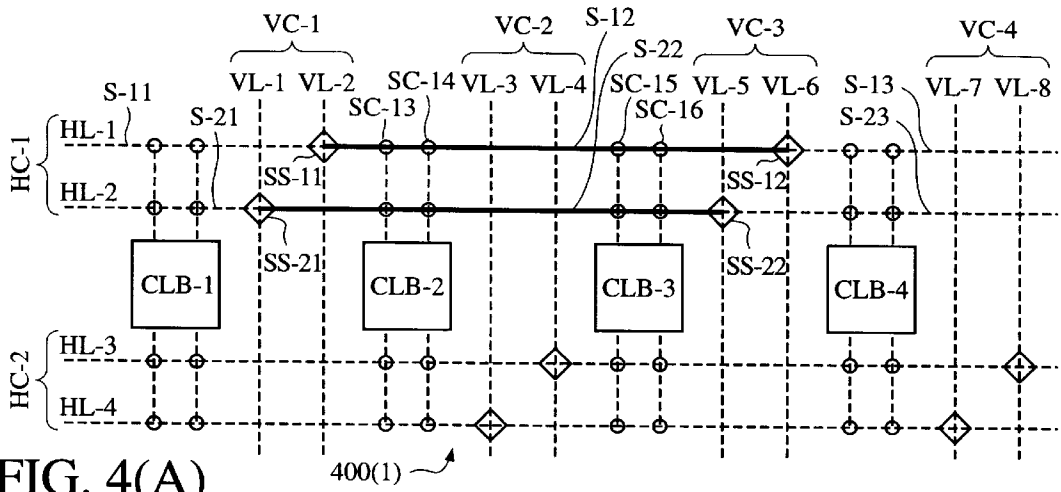 VC-1 VC-2 S-12 S-22 VC-3 VC-4
VL-1 VL-2 SC-14 SC-13 VL-3 VL-4 SC-15 SC-16 VL-5 VL-6 S-13 S-23 VL-7 VL-8
S-11 S-21
HC-1
HL-1
SS-11 SS-12
HL-2
SS-21 SS-22
CLB-1 CLB-2 CLB-3 CLB-4
HC-2
HL-3
HL-4
400(1)
FIG. 4(A)